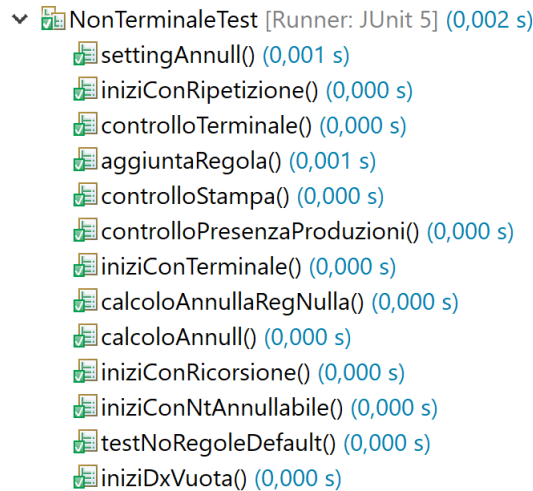 NonTerminaleTest [Runner: JUnit 5] (0,002 s)
settingAnnull() (0,001 s)
iniziConRipetizione() (0,000 s)
controlloTerminale() (0,000 s)
aggiuntaRegola() (0,001 s)
controlloStampa() (0,000 s)
controlloPresenzaProduzioni() (0,000 s)
iniziConTerminale() (0,000 s)
calcoloAnnullaRegNulla() (0,000 s)
calcoloAnnull() (0,000 s)
iniziConRicorsione() (0,000 s)
iniziConNtAnnullabile() (0,000 s)
testNoRegoleDefault() (0,000 s)
iniziDxVuota() (0,000 s)